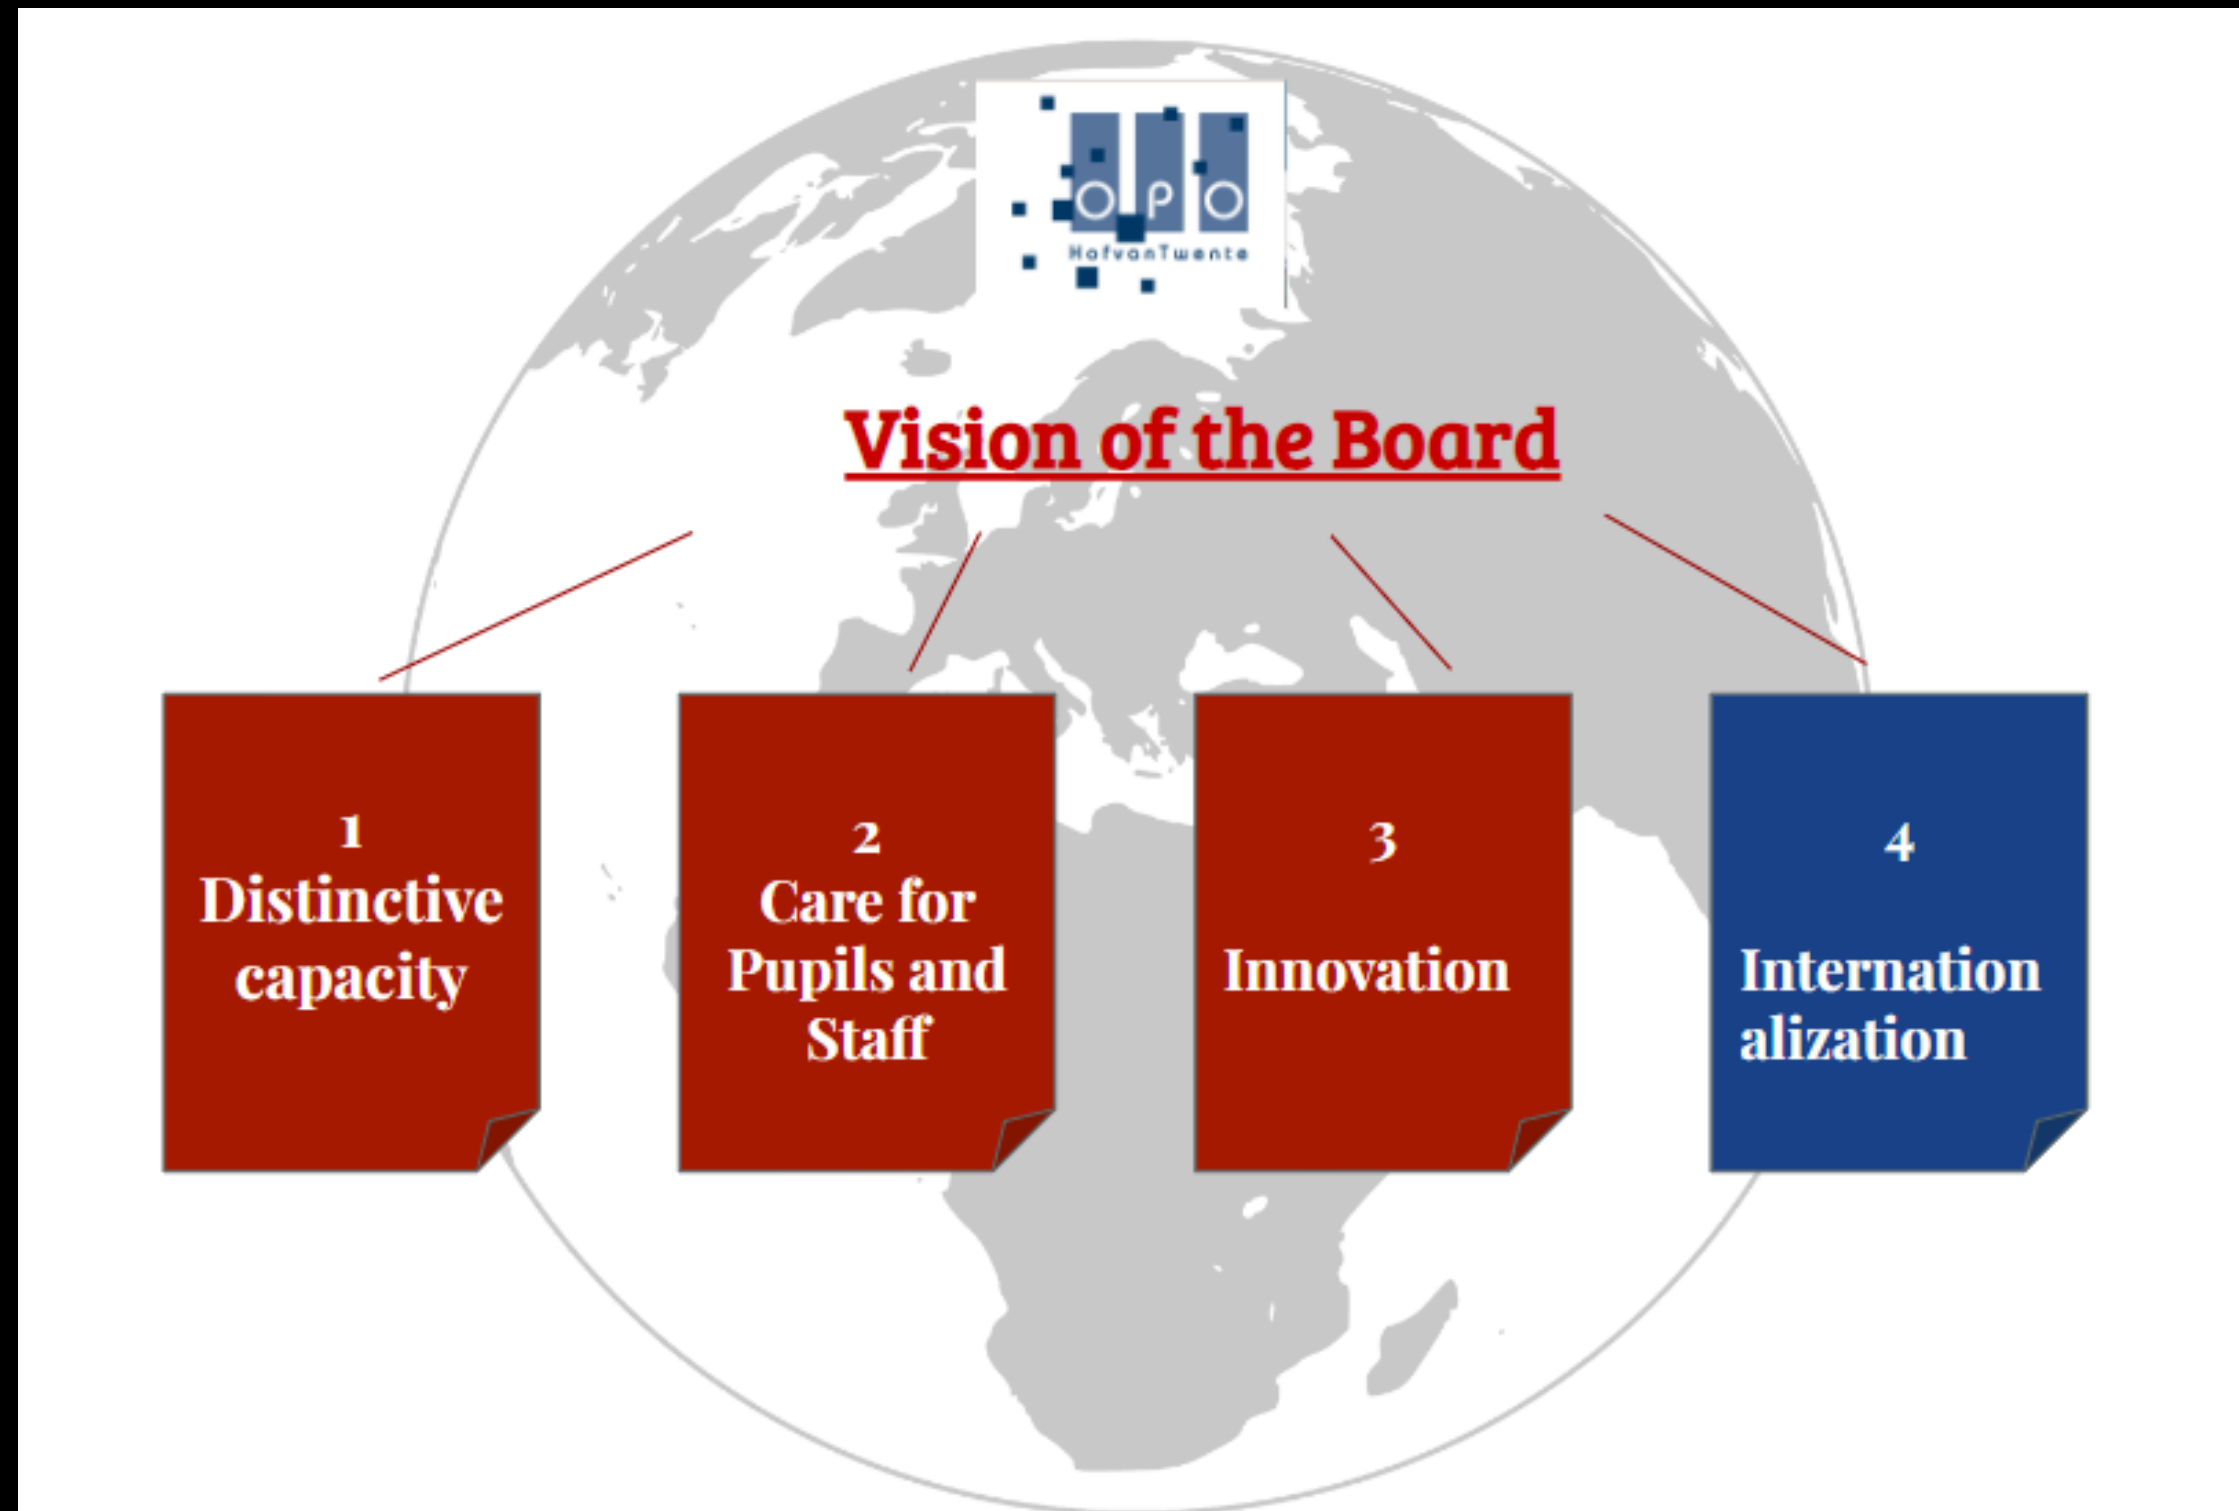 OPO
HofvanTwente
Vision of the Board
1
Distinctive
capacity
2
Care for
Pupils and
Staff
3
Innovation
4
Internation
alization